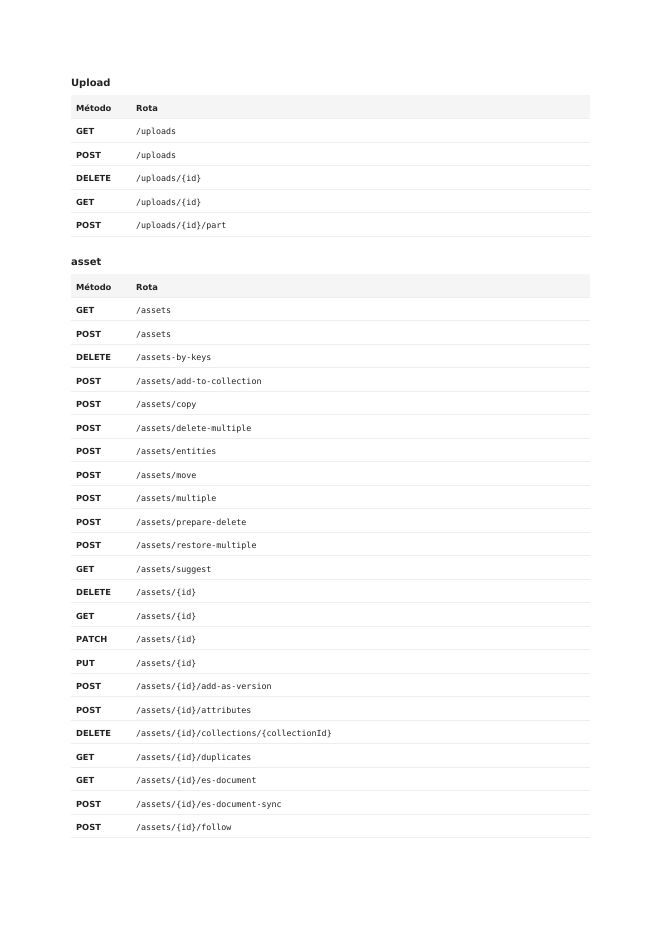 Upload
Método Rota
GET /uploads
POST /uploads
DELETE /uploads/{id}
GET /uploads/{id}
POST /uploads/{id}/part
asset
Método Rota
GET /assets
POST /assets
DELETE /assets-by-keys
POST /assets/add-to-collection
POST /assets/copy
POST /assets/delete-multiple
POST /assets/entities
POST /assets/move
POST /assets/multiple
POST /assets/prepare-delete
POST /assets/restore-multiple
GET /assets/suggest
DELETE /assets/{id}
GET /assets/{id}
PATCH /assets/{id}
PUT /assets/{id}
POST /assets/{id}/add-as-version
POST /assets/{id}/attributes
DELETE /assets/{id}/collections/{collectionId}
GET /assets/{id}/duplicates
GET /assets/{id}/es-document
POST /assets/{id}/es-document-sync
POST /assets/{id}/follow